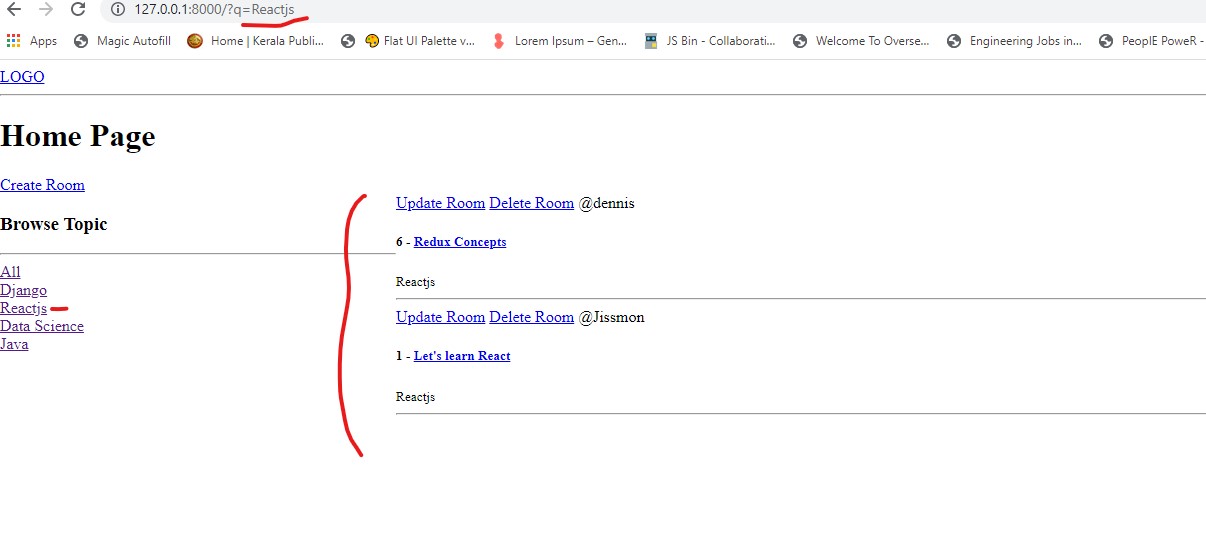 127.0.0.1:8000/?q=Reactjs
Apps Magic Autofill Home | Kerala Publi... Flat UI Palette v... Lorem Ipsum – Gen... JS Bin - Collaborati... Welcome To Overse... Engineering Jobs in... PeoplE PoweR -
LOGO
Home Page
Create Room
Browse Topic
All
Django
Reactjs
Data Science
Java
Update Room Delete Room @dennis
6 - Redux Concepts
Reactjs
Update Room Delete Room @Jissmon
1 - Let's learn React
Reactjs